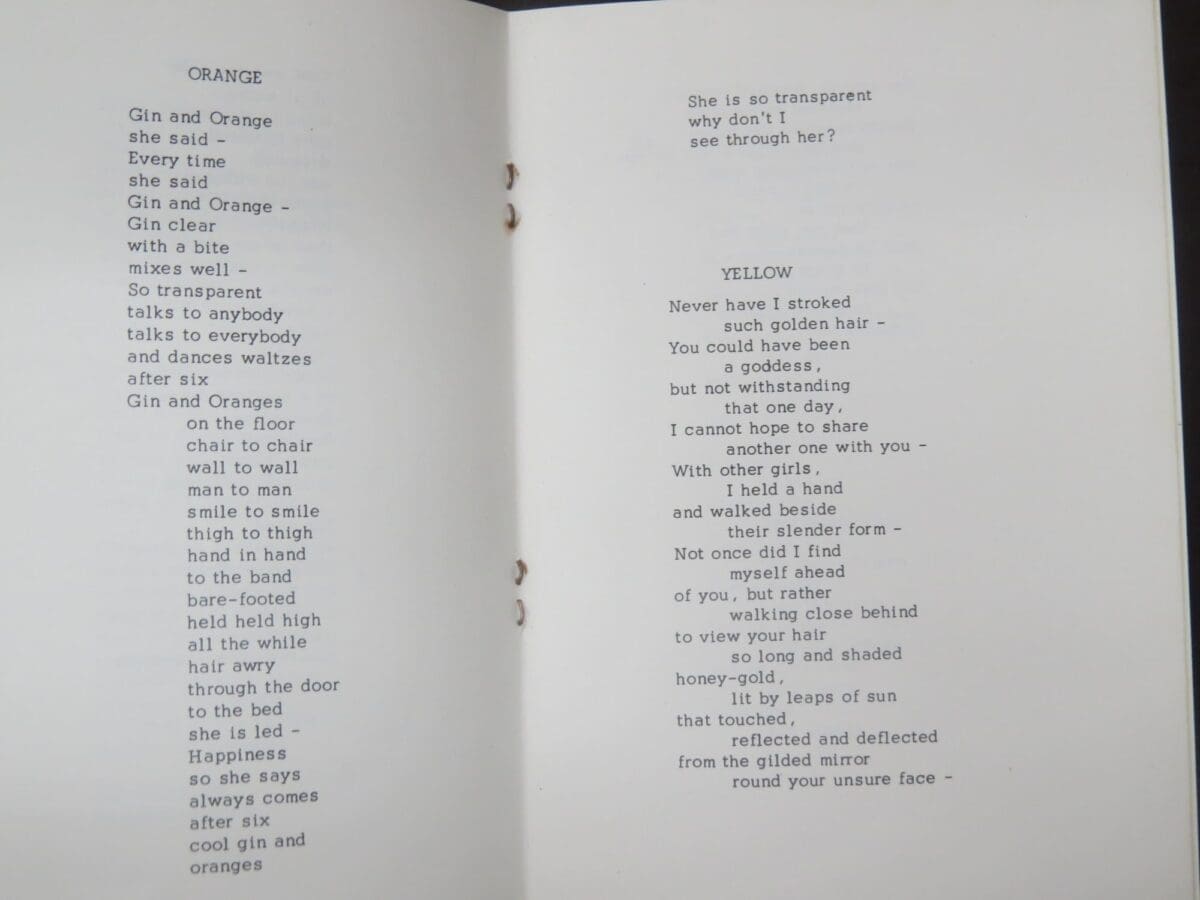 ORANGE
Gin and Orange
she said -
Every time
she said
Gin and Orange -
Gin clear
with a bite
mixes well -
So transparent
talks to anybody
talks to everybody
and dances waltzes
after six
Gin and Oranges
on the floor
chair to chair
wall to wall
man to man
smile to smile
thigh to thigh
hand in hand
to the band
bare-footed
held held high
all the while
hair awry
through the door
to the bed
she is led -
Happiness
so she says
always comes
after six
cool gin and
oranges
She is so transparent
why don't I
see through her?
YELLOW
Never have I stroked
such golden hair -
You could have been
a goddess,
but not withstanding
that one day,
I cannot hope to share
another one with you -
With other girls,
I held a hand
and walked beside
their slender form -
Not once did I find
myself ahead
of you, but rather
walking close behind
to view your hair
so long and shaded
honey-gold,
lit by leaps of sun
that touched,
reflected and deflected
from the gilded mirror
round your unsure face -